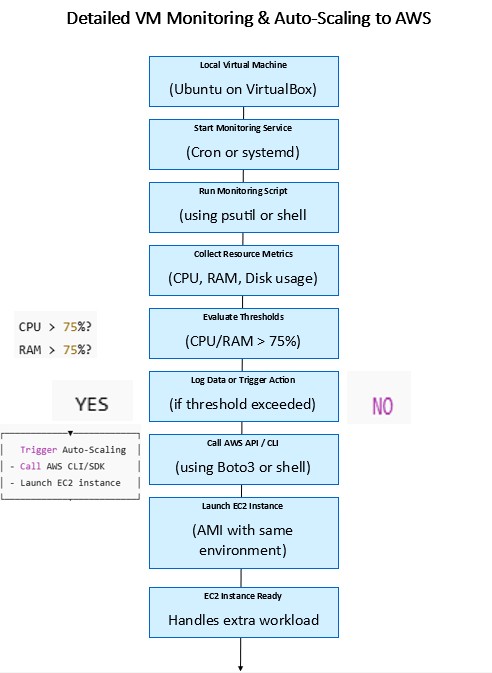 Detailed VM Monitoring & Auto-Scaling to AWS
Local Virtual Machine
(Ubuntu on VirtualBox)
Start Monitoring Service
(Cron or systemd)
Run Monitoring Script
(using psutil or shell
Collect Resource Metrics
(CPU, RAM, Disk usage)
CPU > 75%?
RAM > 75%?
Evaluate Thresholds
(CPU/RAM > 75%)
Log Data or Trigger Action
(if threshold exceeded)
YES
NO
Trigger Auto-Scaling
- Call AWS CLI/SDK
- Launch EC2 instance
Call AWS API / CLI
(using Boto3 or shell)
Launch EC2 Instance
(AMI with same
environment)
EC2 Instance Ready
Handles extra workload